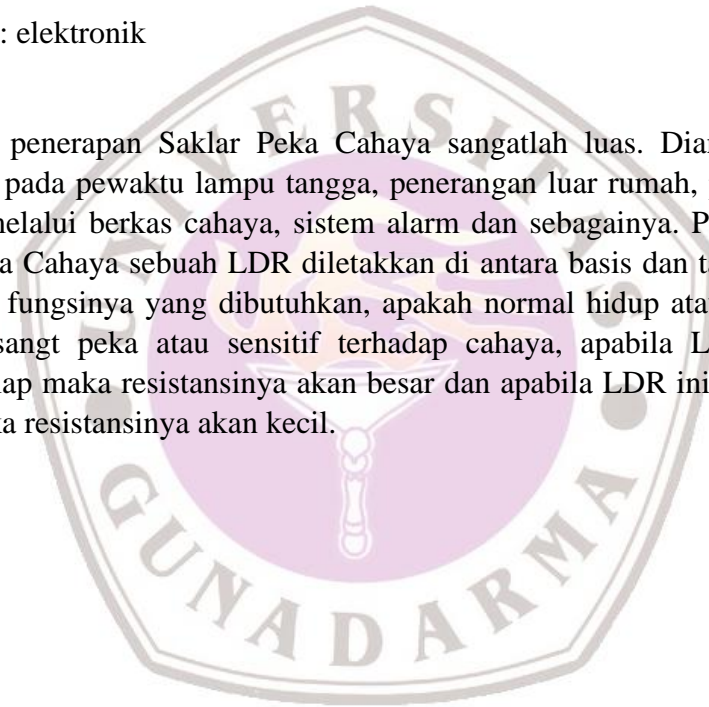 : elektronik
penerapan Saklar Peka Cahaya sangatlah luas. Diar
pada pewaktu lampu tangga, penerangan luar rumah, p
melalui berkas cahaya, sistem alarm dan sebagainya. P
a Cahaya sebuah LDR diletakkan di antara basis dan ta
fungsinya yang dibutuhkan, apakah normal hidup ata
sangt peka atau sensitif terhadap cahaya, apabila L
lap maka resistansinya akan besar dan apabila LDR ini
ka resistansinya akan kecil.
UNIVERSITAS
GUNADARMA